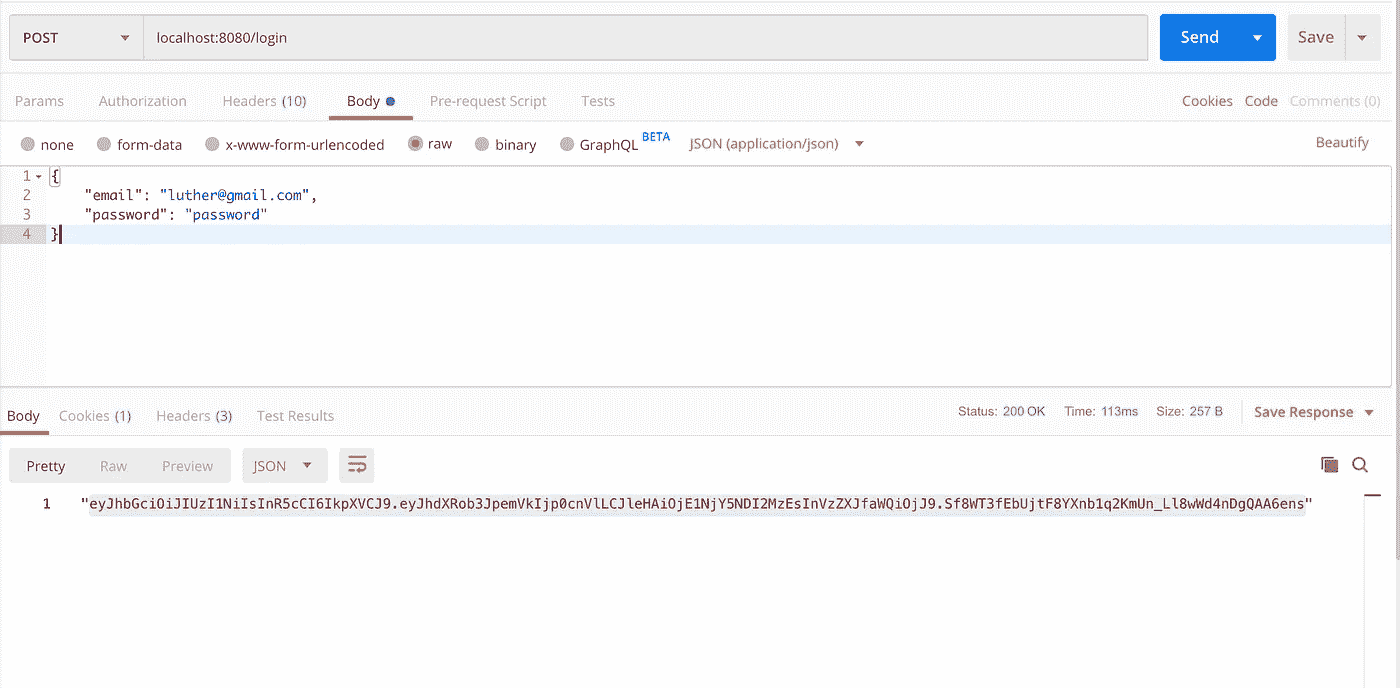 POST localhost:8080/login Send Save
Params Authorization Headers (10) Body Pre-request Script Tests Cookies Code Comments (0)
none form-data x-www-form-urlencoded raw binary GraphQL BETA JSON (application/json) Beautify
1 {
2 "email": "luther@gmail.com",
3 "password": "password"
4 }
Body Cookies (1) Headers (3) Test Results Status: 200 OK Time: 113ms Size: 257 B Save Response
Pretty Raw Preview JSON
1 "eyJhbGciOiJIUzI1NiIsInR5cCI6IkpXVCJ9.eyJhdXRob3JpemVkIjp0cnVlLCJleHAiOjE1NjY5NDI2MzEsInVzZXJfaWQiOjJ9.Sf8WT3fEbUjtF8YXnb1q2KmUn_Ll8wWd4nDgQAA6ens"